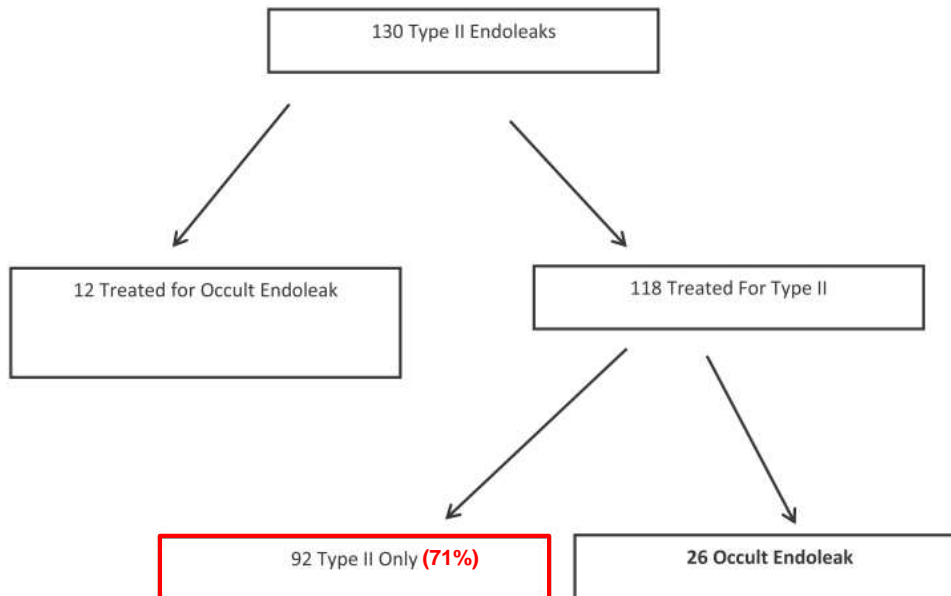 130 Type II Endoleaks
12 Treated for Occult Endoleak
118 Treated For Type II
92 Type II Only (71%)
26 Occult Endoleak